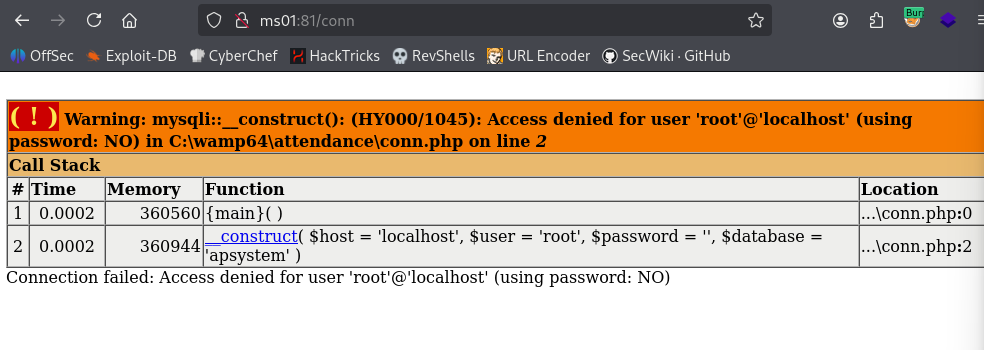 ms01:81/conn
Burr
OffSec Exploit-DB CyberChef HackTricks RevShells URL Encoder SecWiki · GitHub
( ! ) Warning: mysqli::__construct(): (HY000/1045): Access denied for user 'root'@'localhost' (using
password: NO) in C:\wamp64\attendance\conn.php on line 2
Call Stack
# Time Memory Function Location
1 0.0002 360560 {main}( ) ...\conn.php:0
2 0.0002 360944 __construct( $host = 'localhost', $user = 'root', $password = '', $database = ...\conn.php:2
'apsystem' )
Connection failed: Access denied for user 'root'@'localhost' (using password: NO)